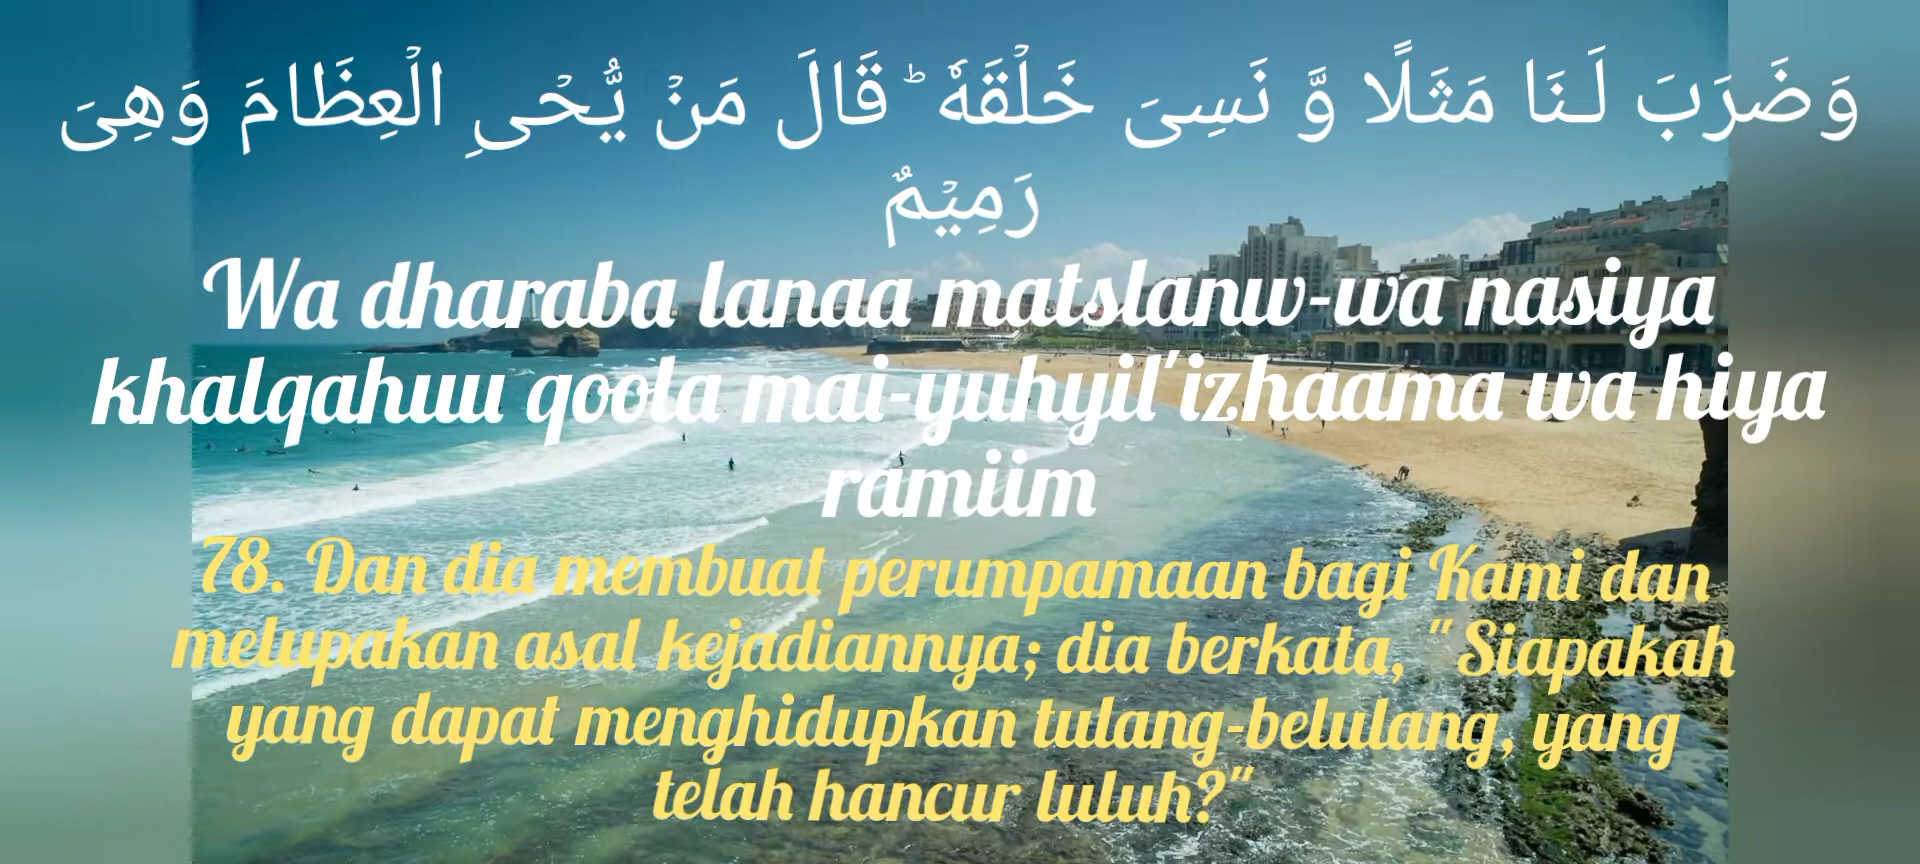 وَضَرَبَ لَـنَا مَثَلًا وَّ نَسِىَ خَلۡقَهٗ‌ ؕ قَالَ مَنۡ يُّحۡىِ الۡعِظَامَ وَهِىَ
رَمِيۡمٌ
Wa dharaba lanaa matslanw-wa nasiya
khalqahuu qoola mai-yuhyil'izhaama wa hiya
ramiim
78. Dan dia membuat perumpamaan bagi Kami dan
melupakan asal kejadiannya; dia berkata, "Siapakah
yang dapat menghidupkan tulang-belulang, yang
telah hancur luluh?"